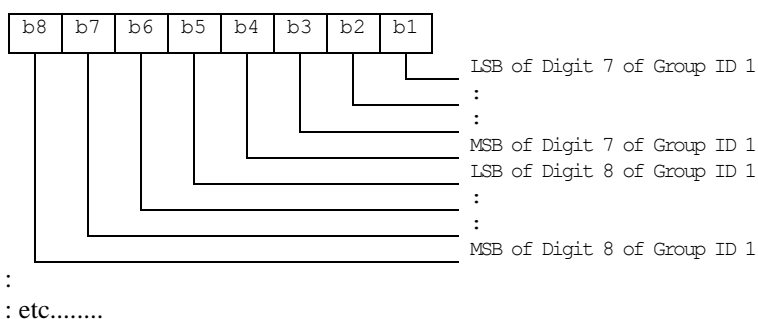 b8 b7 b6 b5 b4 b3 b2 b1
LSB of Digit 7 of Group ID 1
:
:
MSB of Digit 7 of Group ID 1
LSB of Digit 8 of Group ID 1
:
:
MSB of Digit 8 of Group ID 1
:
: etc........